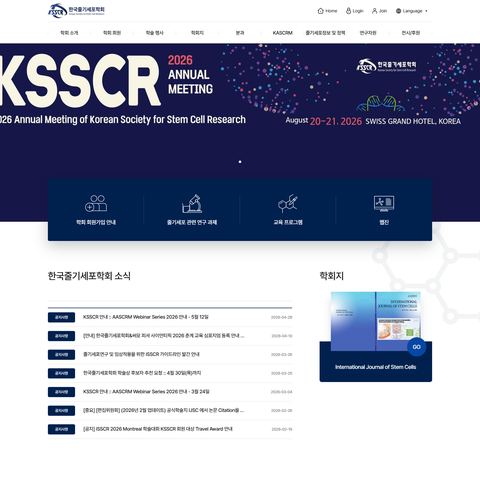 KSSCR 한국줄기세포학회
Home Login Join Language
학회 소개 학회 회원 학술 행사 학회지 분과 KASCRM 줄기세포정보 및 정책 연구자원 전시/후원
KSSCR 2026
ANNUAL
MEETING
2026 Annual Meeting of Korean Society for Stem Cell Research
KSSCR 한국줄기세포학회
Korean Society for Stem Cell Research
August 20-21. 2026 SWISS GRAND HOTEL, KOREA
학회 회원가입 안내 줄기세포 관련 연구 과제 교육 프로그램 웹진
한국줄기세포학회 소식
공지사항 KSSCR 안내 :: AASCRM Webinar Series 2026 안내 - 5월 12일 2026-04-28
공지사항 [안내] 한국줄기세포학회&써모 피셔 사이언티픽 2026 춘계 교육 심포지엄 등록 안내 ... 2026-04-10
공지사항 줄기세포연구 및 임상적용을 위한 ISSCR 가이드라인 발간 안내 2026-03-26
공지사항 한국줄기세포학회 학술상 후보자 추천 요청 :: 4월 30일(목)까지 2026-03-25
공지사항 KSSCR 안내 :: AASCRM Webinar Series 2026 안내 - 3월 24일 2026-03-04
공지사항 [중요] [편집위원회] (2026년 2월 업데이트) 공식학술지 IJSC 에서 논문 Citation을 ... 2026-02-26
공지사항 [공지] ISSCR 2026 Montreal 학술대회 KSSCR 회원 대상 Travel Award 안내 2026-02-19
학회지
INTERNATIONAL
JOURNAL OF STEM CELLS
GO
International Journal of Stem Cells